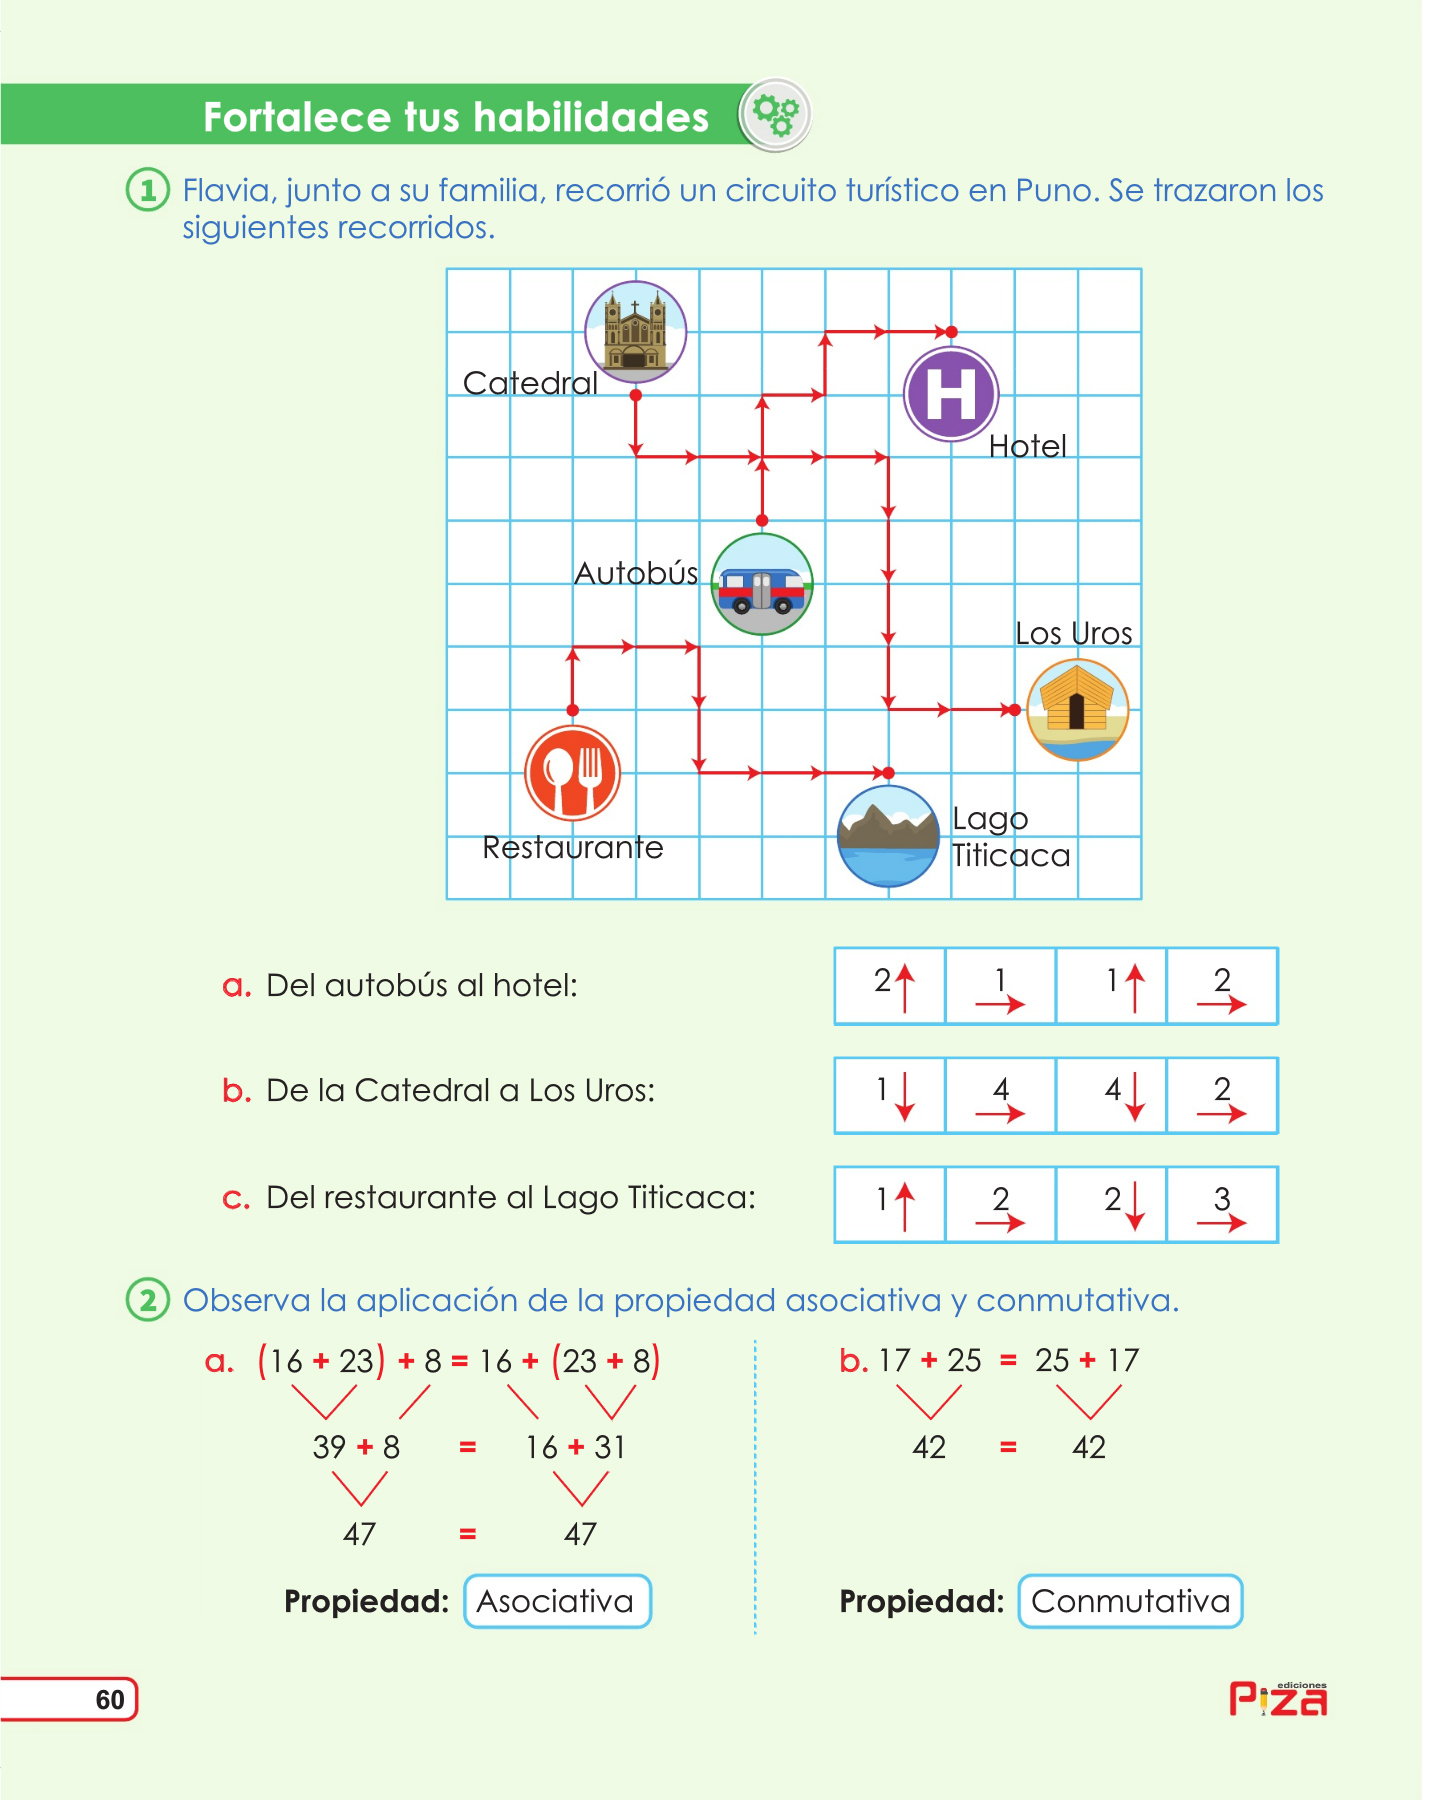 Fortalece tus habilidades
1 Flavia, junto a su familia, recorrió un circuito turístico en Puno. Se trazaron los
siguientes recorridos.
Catedral
H
Hotel
Autobús
Los Uros
Restaurante
Lago
Titicaca
a. Del autobús al hotel: 2↑ 1→ 1↑ 2→
b. De la Catedral a Los Uros: 1↓ 4→ 4↓ 2→
c. Del restaurante al Lago Titicaca: 1↑ 2→ 2↓ 3→
2 Observa la aplicación de la propiedad asociativa y conmutativa.
a. (16 + 23) + 8 = 16 + (23 + 8)
39 + 8 = 16 + 31
47 = 47
Propiedad: Asociativa
b. 17 + 25 = 25 + 17
42 = 42
Propiedad: Conmutativa
60
ediciones
Piza